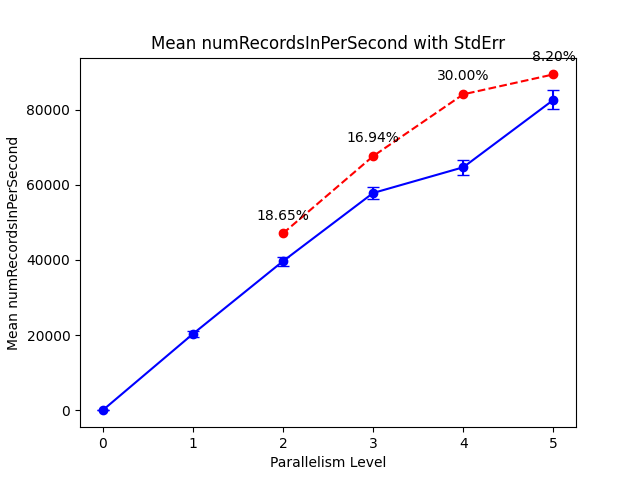 Mean numRecordsInPerSecond with StdErr
8.20%
30.00%
16.94%
18.65%
80000
60000
40000
20000
0
Mean numRecordsInPerSecond
0 1 2 3 4 5
Parallelism Level